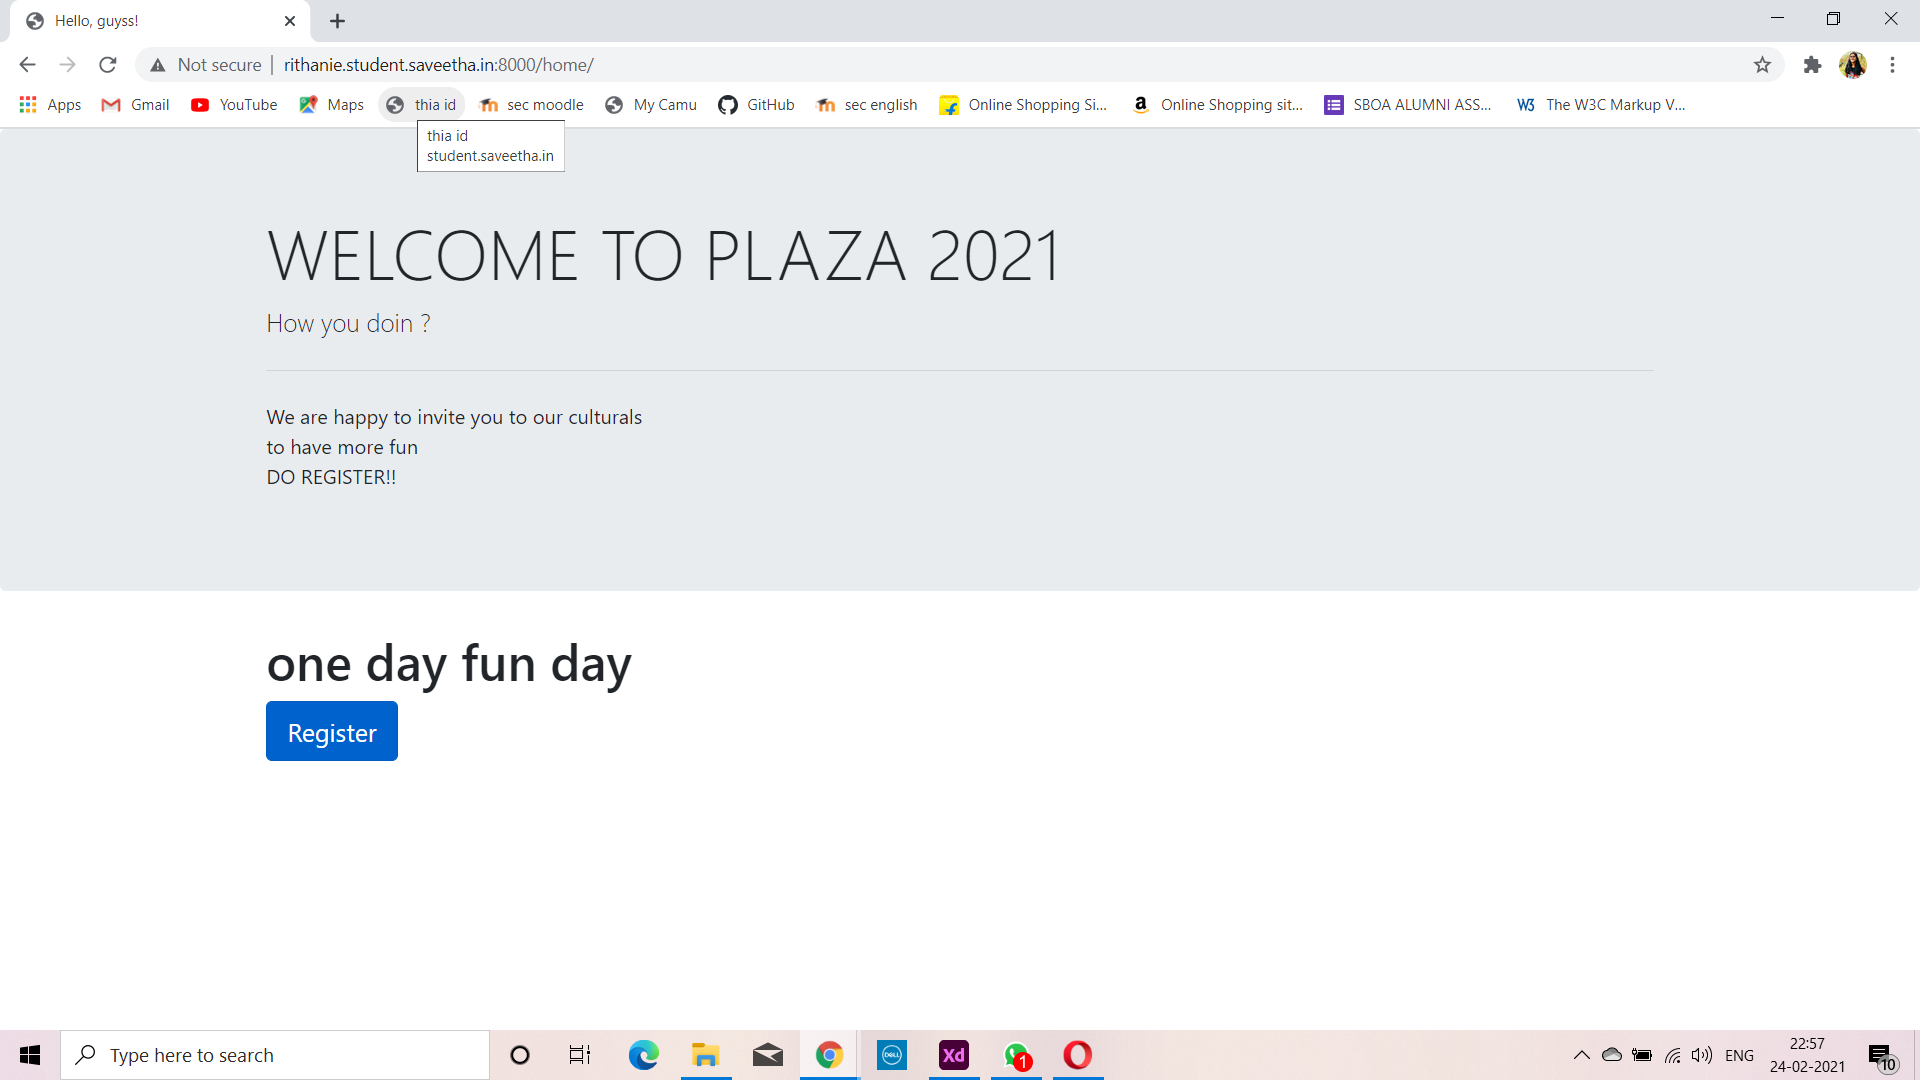 Hello, guyss!
Not secure
rithanie.student.saveetha.in:8000/home/
Apps
Gmail
YouTube
Maps
thia id
sec moodle
My Camu
GitHub
sec english
Online Shopping Si...
Online Shopping sit...
SBOA ALUMNI ASS...
The W3C Markup V...
thia id
student.saveetha.in
WELCOME TO PLAZA 2021
How you doin ?
We are happy to invite you to our culturals
to have more fun
DO REGISTER!!
one day fun day
Register
Type here to search
DELL
Xd
1
ENG
22:57
24-02-2021
10